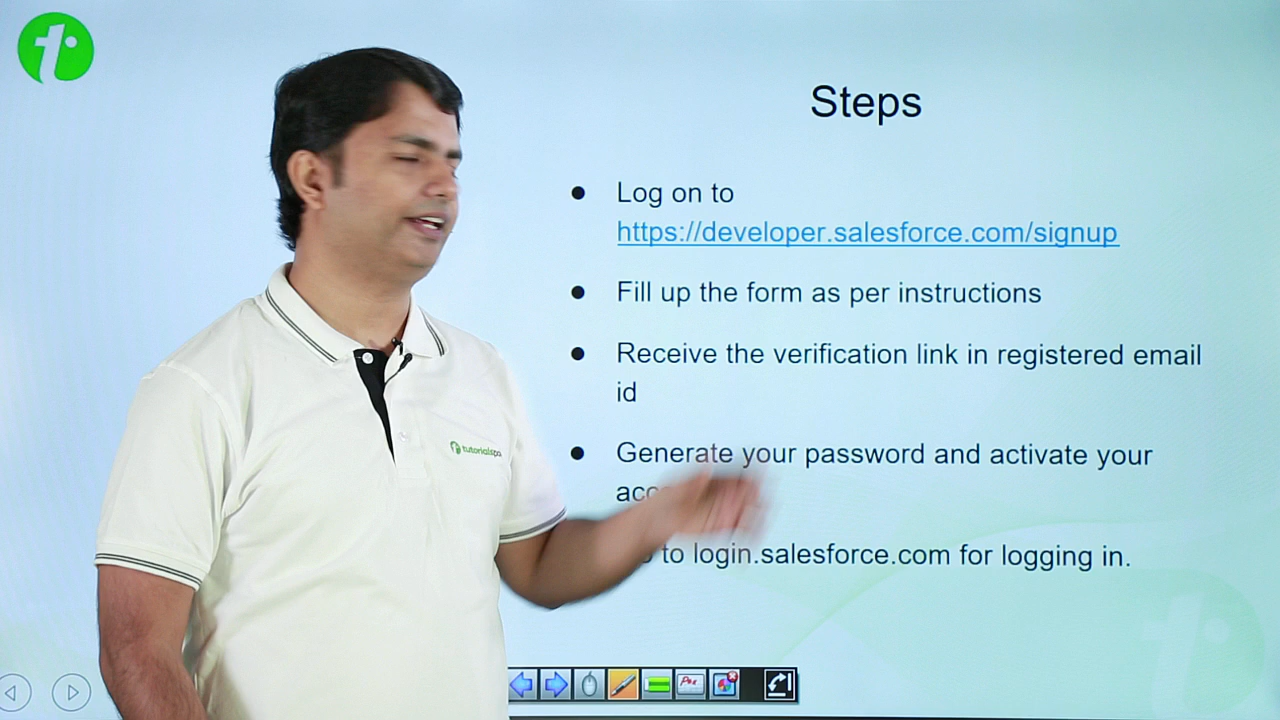 Steps
Log on to
https://developer.salesforce.com/signup
Fill up the form as per instructions
Receive the verification link in registered email
id
Generate your password and activate your
to login.salesforce.com for logging in.